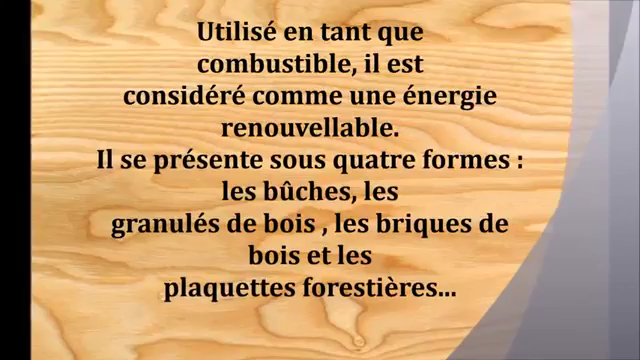 Utilisé en tant que
combustible, il est
considéré comme une énergie
renouvellable.
Il se présente sous quatre formes :
les bûches, les
granulés de bois , les briques de
bois et les
plaquettes forestières...